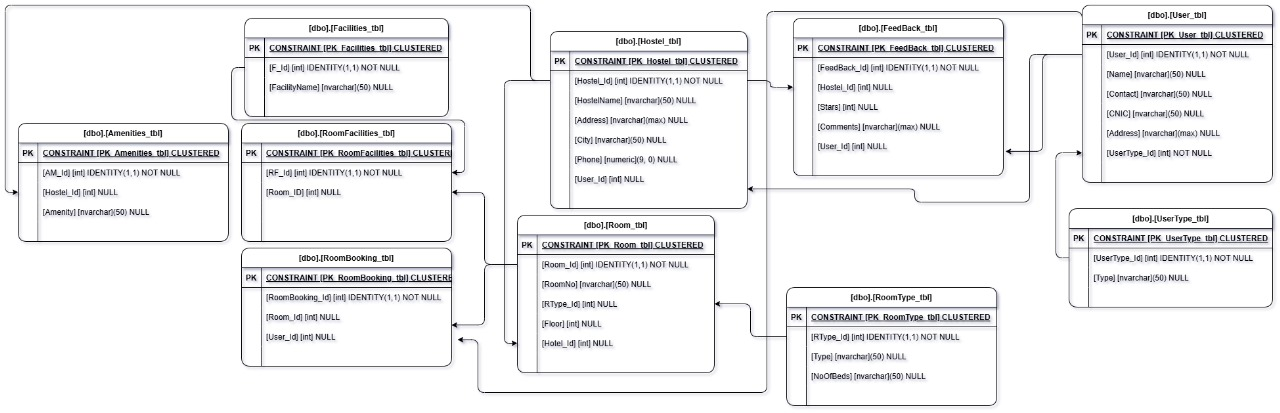 [dbo].[Facilities_tbl]
PK CONSTRAINT [PK_Facilities_tbl] CLUSTERED
[F_Id] [int] IDENTITY(1,1) NOT NULL
[FacilityName] [nvarchar](50) NULL
[dbo].[Hostel_tbl]
PK CONSTRAINT [PK_Hostel_tbl] CLUSTERED
[Hostel_Id] [int] IDENTITY(1,1) NOT NULL
[HostelName] [nvarchar](50) NULL
[Address] [nvarchar](max) NULL
[City] [nvarchar](50) NULL
[Phone] [numeric](9, 0) NULL
[User_Id] [int] NULL
[dbo].[FeedBack_tbl]
PK CONSTRAINT [PK_FeedBack_tbl] CLUSTERED
[FeedBack_Id] [int] IDENTITY(1,1) NOT NULL
[Hostel_Id] [int] NULL
[Stars] [int] NULL
[Comments] [nvarchar](max) NULL
[User_Id] [int] NULL
[dbo].[User_tbl]
PK CONSTRAINT [PK_User_tbl] CLUSTERED
[User_Id] [int] IDENTITY(1,1) NOT NULL
[Name] [nvarchar](50) NULL
[Contact] [nvarchar](50) NULL
[CNIC] [nvarchar](50) NULL
[Address] [nvarchar](max) NULL
[UserType_Id] [int] NOT NULL
[dbo].[Amenities_tbl]
PK CONSTRAINT [PK_Amenities_tbl] CLUSTERED
[AM_Id] [int] IDENTITY(1,1) NOT NULL
[Hostel_Id] [int] NULL
[Amenity] [nvarchar](50) NULL
[dbo].[RoomFacilities_tbl]
PK CONSTRAINT [PK_RoomFacilities_tbl] CLUSTER
[RF_Id] [int] IDENTITY(1,1) NOT NULL
[Room_ID] [int] NULL
[dbo].[RoomBooking_tbl]
PK CONSTRAINT [PK_RoomBooking_tbl] CLUSTERE
[RoomBooking_Id] [int] IDENTITY(1,1) NOT NULL
[Room_Id] [int] NULL
[User_Id] [int] NULL
[dbo].[Room_tbl]
PK CONSTRAINT [PK_Room_tbl] CLUSTERED
[Room_Id] [int] IDENTITY(1,1) NOT NULL
[RoomNo] [nvarchar](50) NULL
[RType_Id] [int] NULL
[Floor] [int] NULL
[Hotel_Id] [int] NULL
[dbo].[UserType_tbl]
PK CONSTRAINT [PK_UserType_tbl] CLUSTERED
[UserType_Id] [int] IDENTITY(1,1) NOT NULL
[Type] [nvarchar](50) NULL
[dbo].[RoomType_tbl]
PK CONSTRAINT [PK_RoomType_tbl] CLUSTERED
[RType_Id] [int] IDENTITY(1,1) NOT NULL
[Type] [nvarchar](50) NULL
[NoOfBeds] [nvarchar](50) NULL